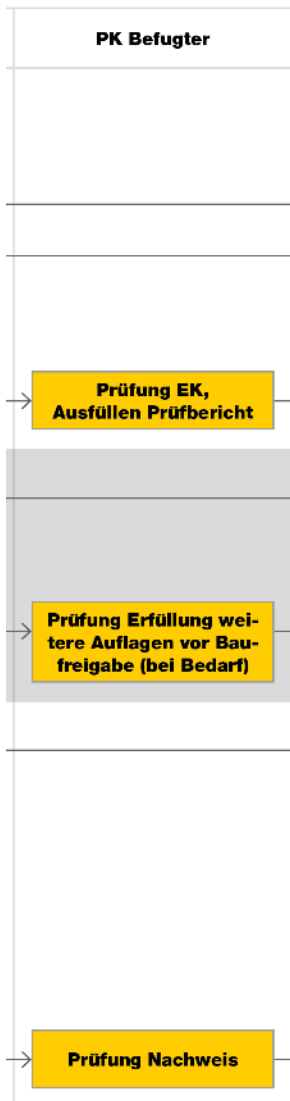 PK Befugter
Prüfung EK,
Ausfüllen Prüfbericht
Prüfung Erfüllung wei-
tere Auflagen vor Bau-
freigabe (bei Bedarf)
Prüfung Nachweis